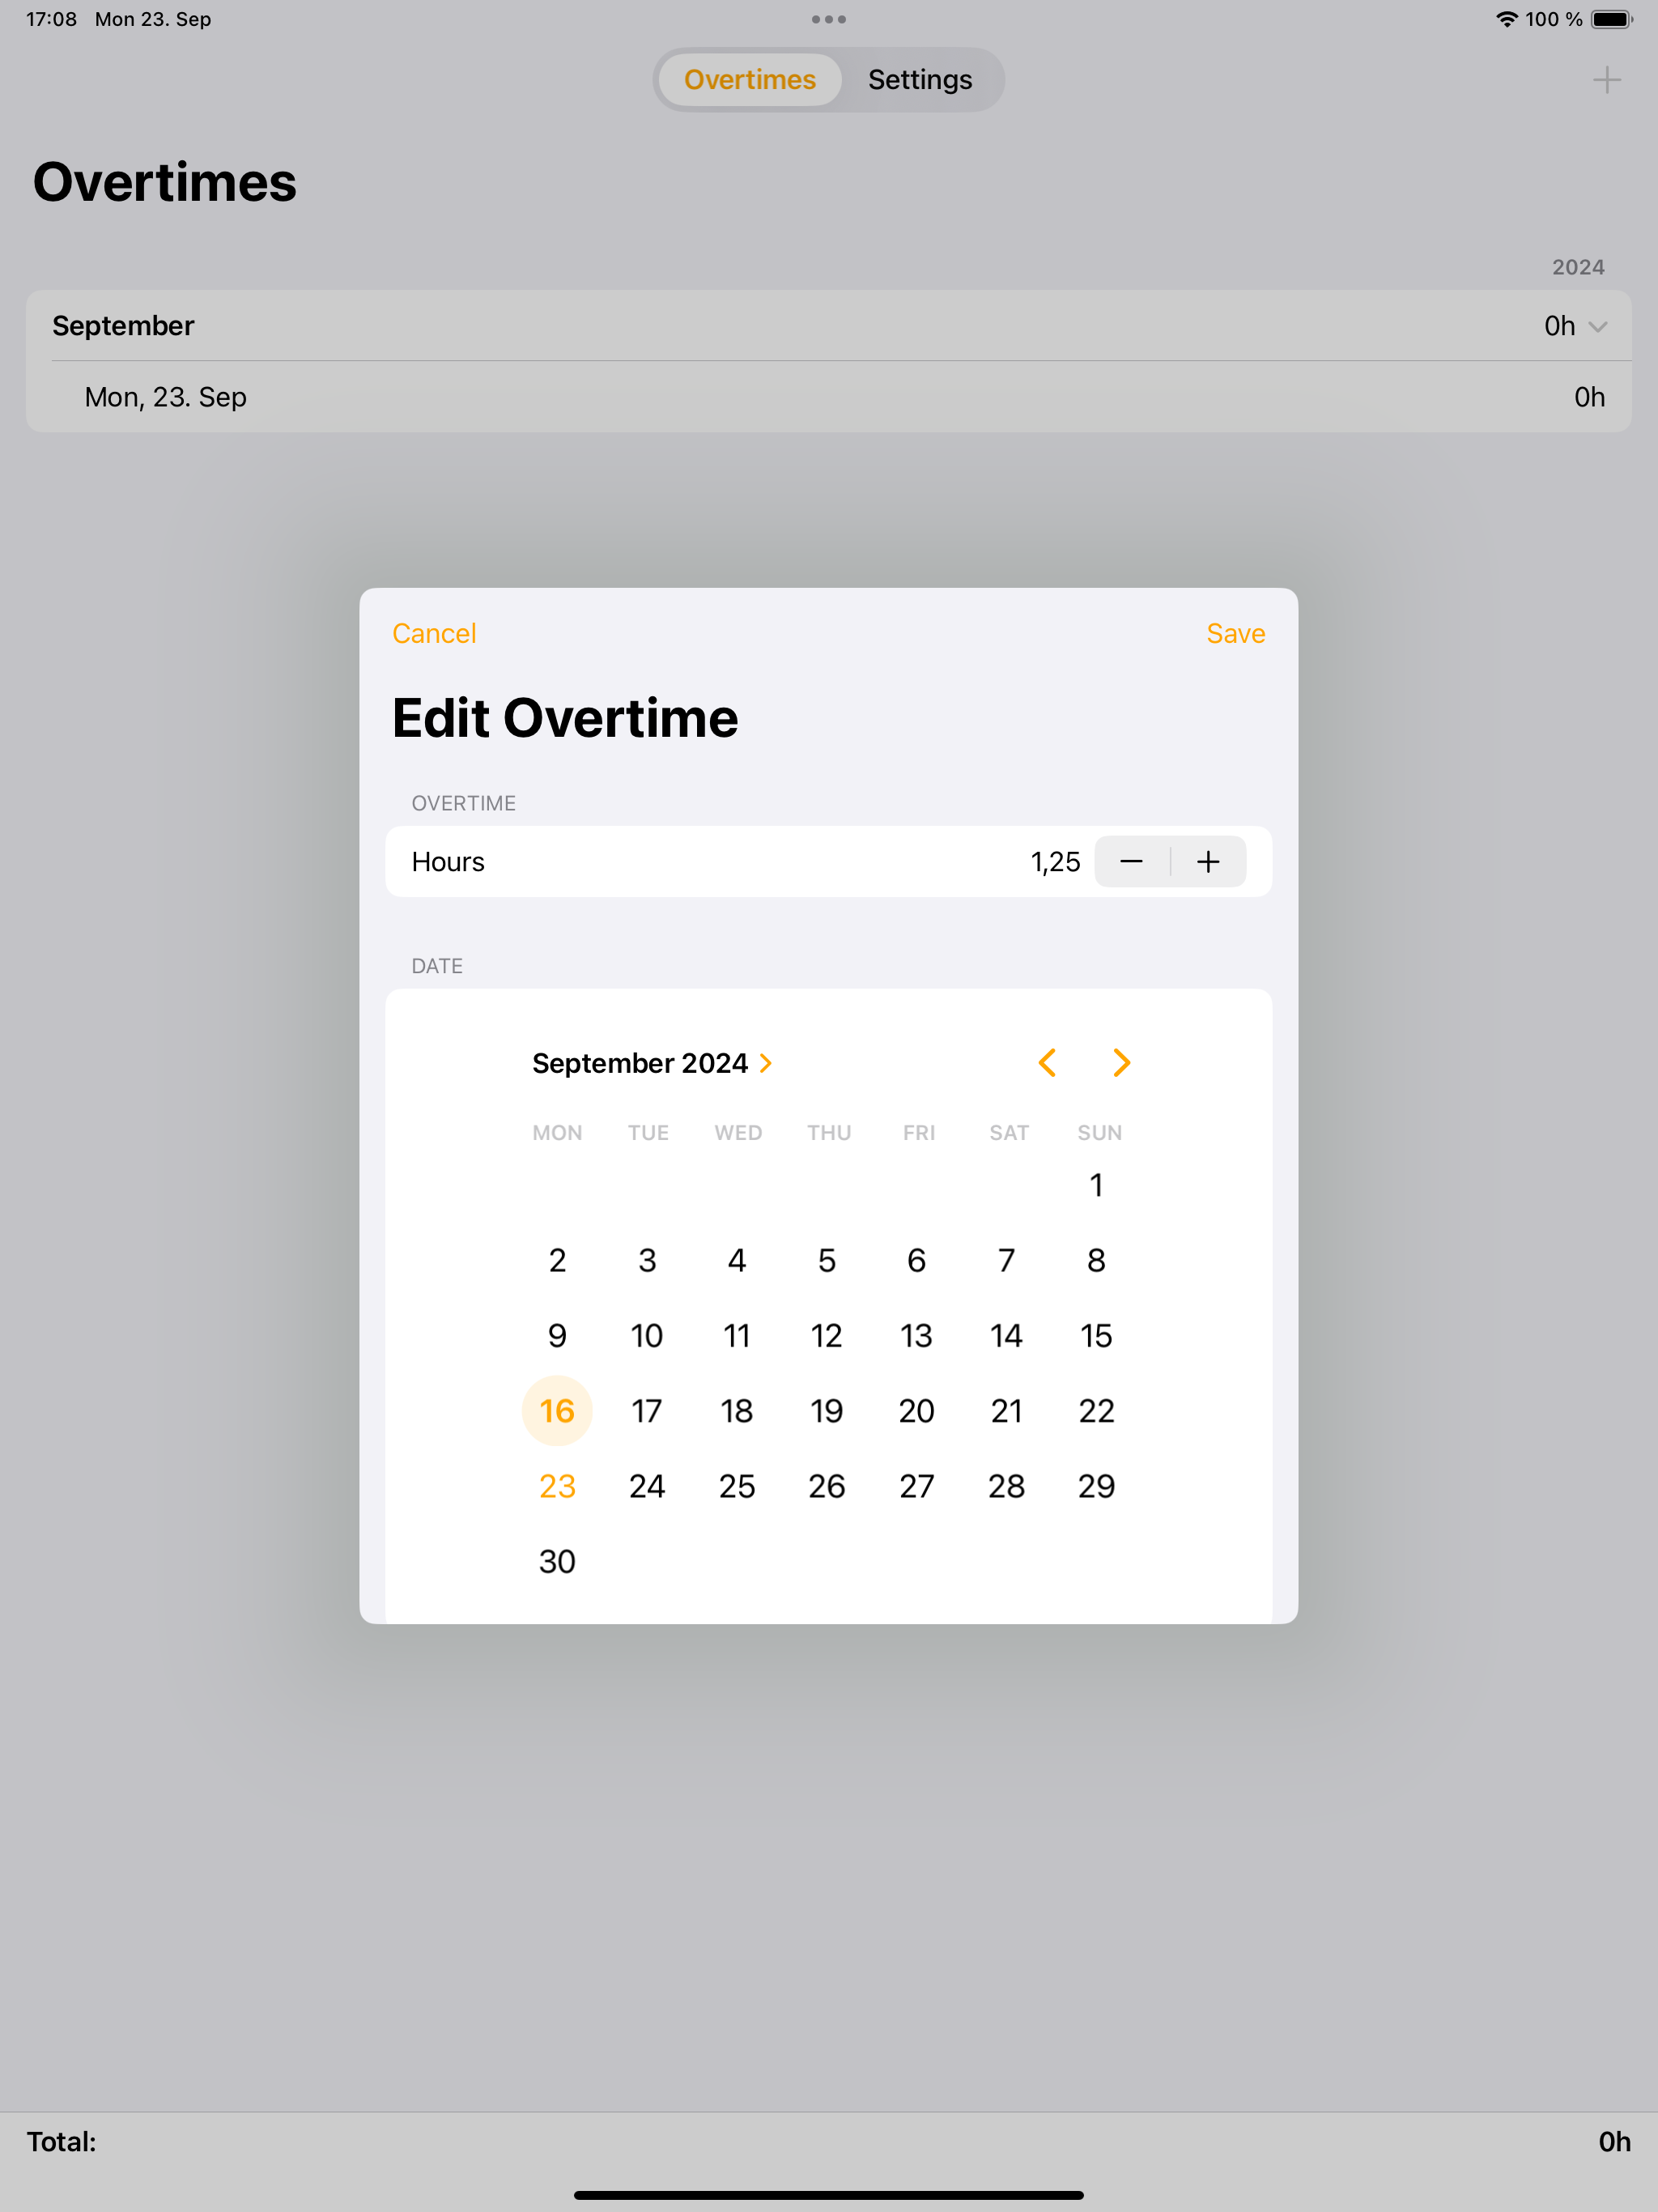 17:08 Mon 23. Sep 100 %
Overtimes Settings
Overtimes
2024
September 0h
Mon, 23. Sep 0h
Cancel Save
Edit Overtime
OVERTIME
Hours 1,25
DATE
September 2024
MON TUE WED THU FRI SAT SUN
1
2 3 4 5 6 7 8
9 10 11 12 13 14 15
16 17 18 19 20 21 22
23 24 25 26 27 28 29
30
Total: 0h